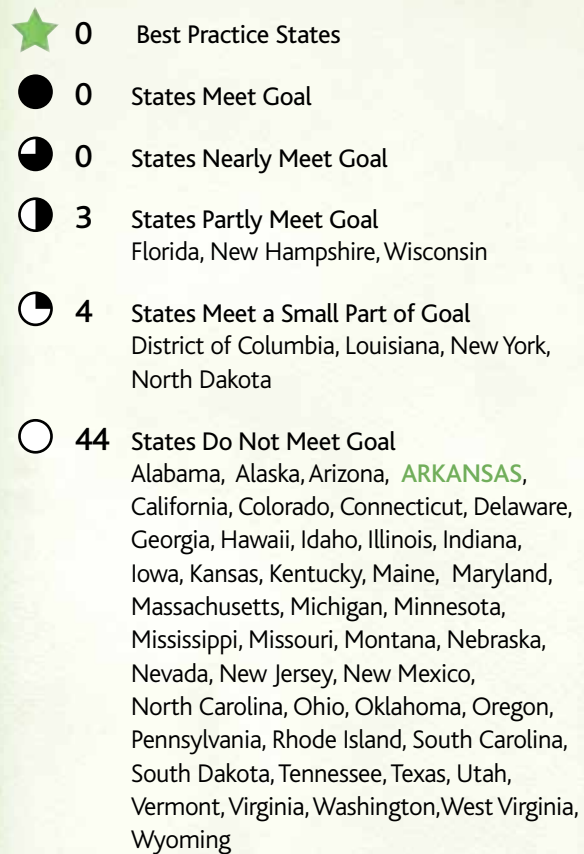 0 Best Practice States
0 States Meet Goal
0 States Nearly Meet Goal
3 States Partly Meet Goal
Florida, New Hampshire, Wisconsin
4 States Meet a Small Part of Goal
District of Columbia, Louisiana, New York,
North Dakota
44 States Do Not Meet Goal
Alabama, Alaska, Arizona, ARKANSAS,
California, Colorado, Connecticut, Delaware,
Georgia, Hawaii, Idaho, Illinois, Indiana,
Iowa, Kansas, Kentucky, Maine, Maryland,
Massachusetts, Michigan, Minnesota,
Mississippi, Missouri, Montana, Nebraska,
Nevada, New Jersey, New Mexico,
North Carolina, Ohio, Oklahoma, Oregon,
Pennsylvania, Rhode Island, South Carolina,
South Dakota, Tennessee, Texas, Utah,
Vermont, Virginia, Washington,West Virginia,
Wyoming